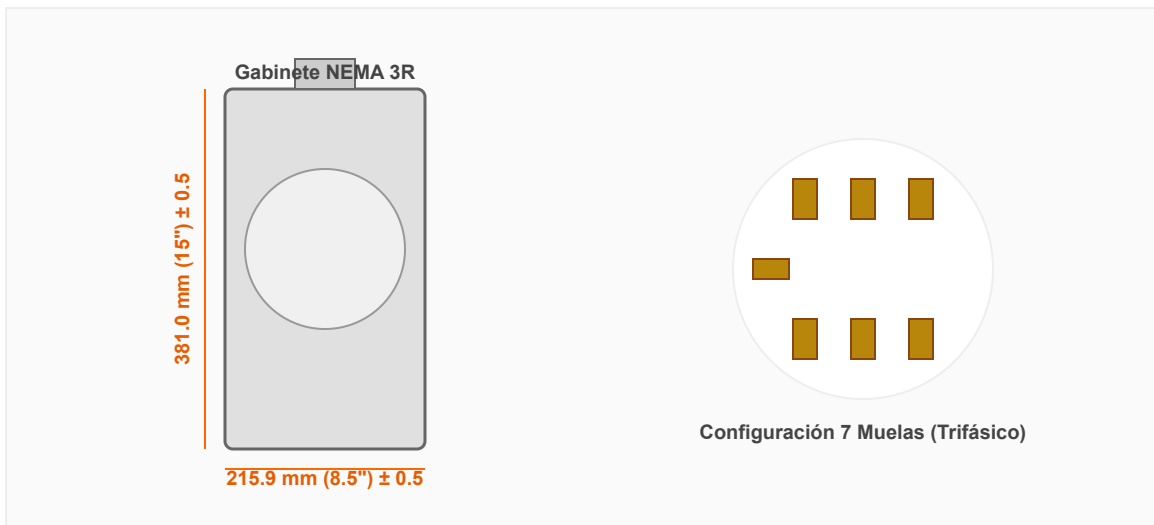 Gabinete NEMA 3R
381.0 mm (15") ± 0.5
215.9 mm (8.5") ± 0.5
Configuración 7 Muelas (Trifásico)